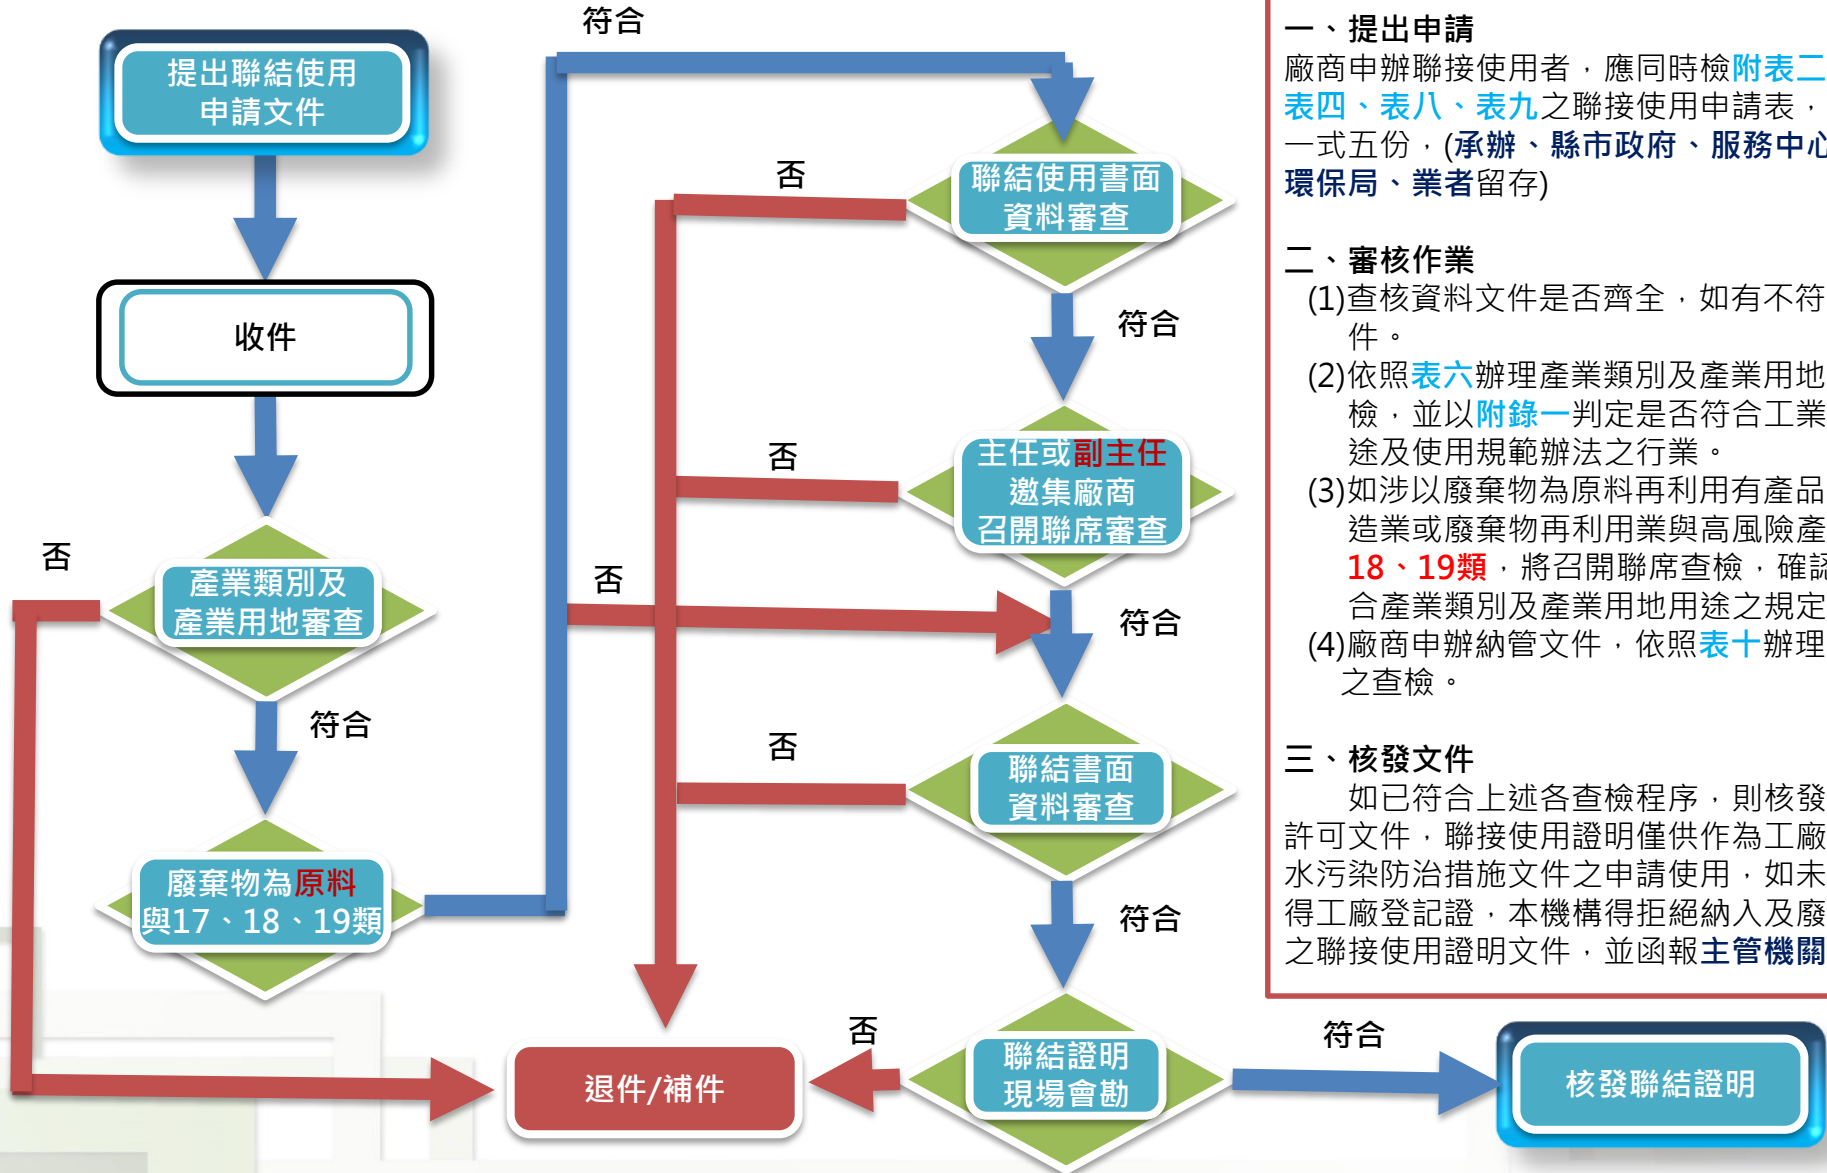 提出聯結使用
申請文件
收件
否
產業類別及
產業用地審查
符合
廢棄物為原料
與17、18、19類
符合
否
聯結使用書面
資料審查
符合
否
主任或副主任
邀集廠商
召開聯席審查
否
符合
否
聯結書面
資料審查
符合
否
聯結證明
現場會勘
退件/補件
符合
核發聯結證明
一、提出申請
廠商申辦聯接使用者，應同時檢附表二
表四、表八、表九之聯接使用申請表，
一式五份，(承辦、縣市政府、服務中心
環保局、業者留存)
二、審核作業
(1)查核資料文件是否齊全，如有不符
件。
(2)依照表六辦理產業類別及產業用地
檢，並以附錄一判定是否符合工業
途及使用規範辦法之行業。
(3)如涉以廢棄物為原料再利用有產品
造業或廢棄物再利用業與高風險產
18、19類，將召開聯席查檢，確認
合產業類別及產業用地用途之規定
(4)廠商申辦納管文件，依照表十辦理
之查檢。
三、核發文件
如已符合上述各查檢程序，則核發
許可文件，聯接使用證明僅供作為工廠
水污染防治措施文件之申請使用，如未
得工廠登記證，本機構得拒絕納入及廢
之聯接使用證明文件，並函報主管機關